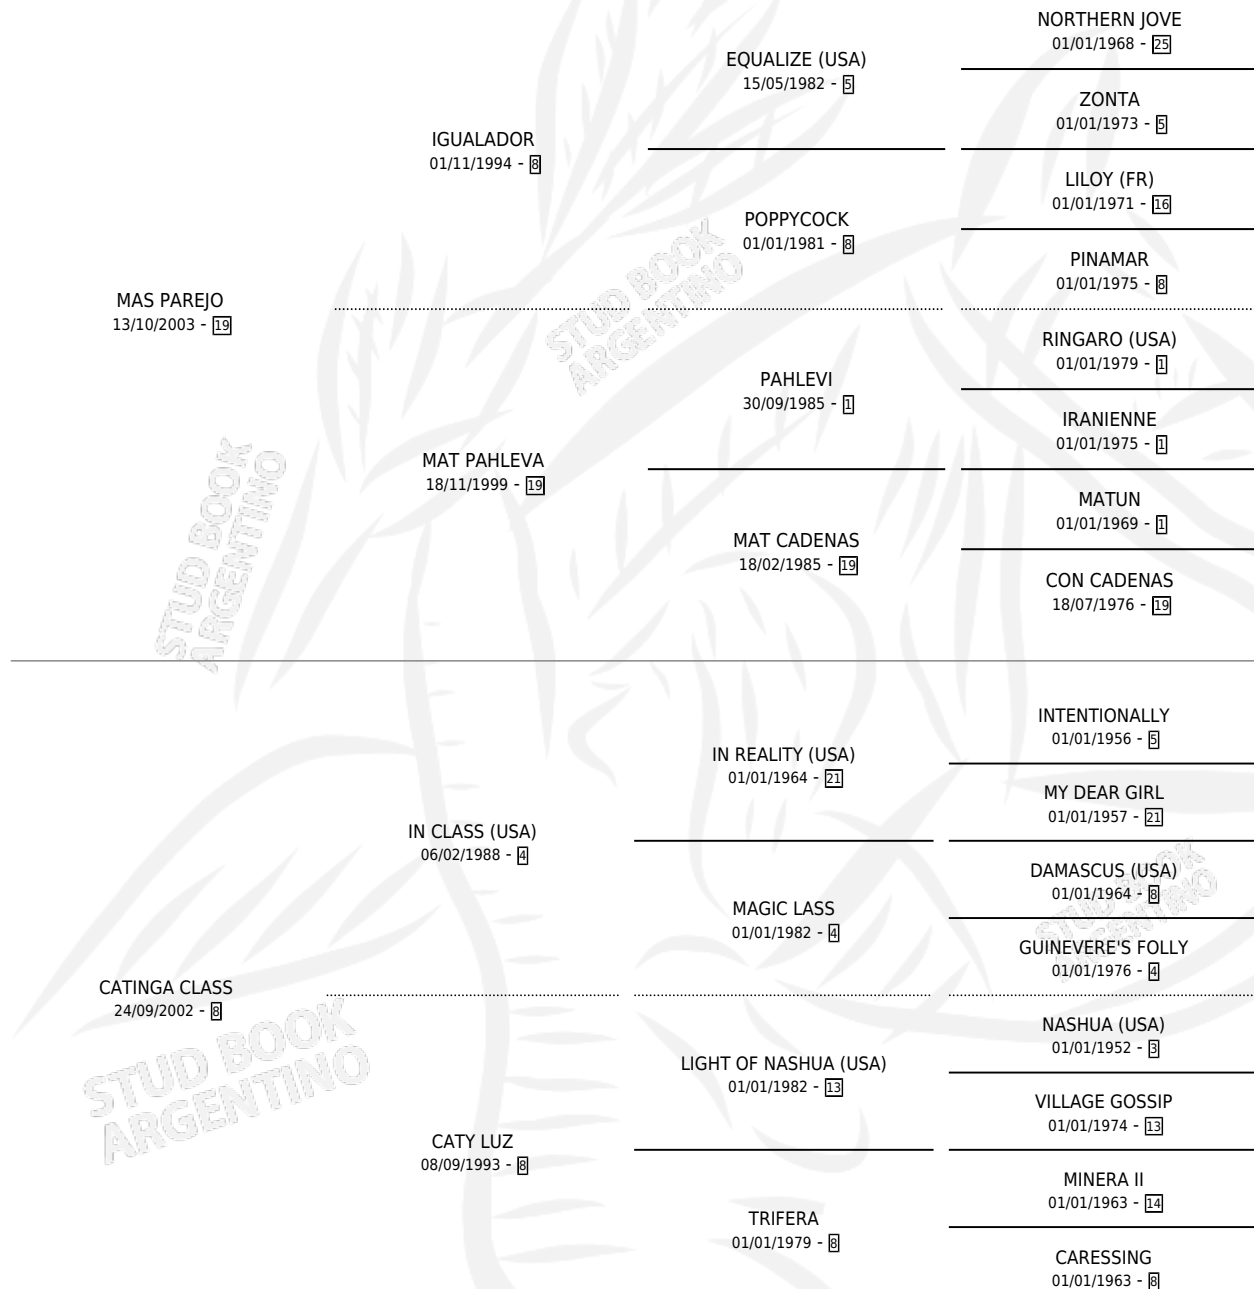 MAS PAREJO
13/10/2003 - 19
IGUALADOR
01/11/1994 - 8
MAT PAHLEVA
18/11/1999 - 19
EQUALIZE (USA)
15/05/1982 - 5
POPPYCOCK
01/01/1981 - 8
PAHLEVI
30/09/1985 - 1
MAT CADENAS
18/02/1985 - 19
NORTHERN JOVE
01/01/1968 - 25
ZONTA
01/01/1973 - 5
LILOY (FR)
01/01/1971 - 16
PINAMAR
01/01/1975 - 8
RINGARO (USA)
01/01/1979 - 1
IRANIENNE
01/01/1975 - 1
MATUN
01/01/1969 - 1
CON CADENAS
18/07/1976 - 19
CATINGA CLASS
24/09/2002 - 8
IN CLASS (USA)
06/02/1988 - 4
CATY LUZ
08/09/1993 - 8
IN REALITY (USA)
01/01/1964 - 21
MAGIC LASS
01/01/1982 - 4
LIGHT OF NASHUA (USA)
01/01/1982 - 13
TRIFERA
01/01/1979 - 8
INTENTIONALLY
01/01/1956 - 5
MY DEAR GIRL
01/01/1957 - 21
DAMASCUS (USA)
01/01/1964 - 8
GUINEVERE'S FOLLY
01/01/1976 - 4
NASHUA (USA)
01/01/1952 - 3
VILLAGE GOSSIP
01/01/1974 - 13
MINERA II
01/01/1963 - 14
CARESSING
01/01/1963 - 8
STUD BOOK
ARGENTINO
STUD BOOK
ARGENTINO
STUD BOOK
ARGENTINO
STUD BOOK
ARGENTINO